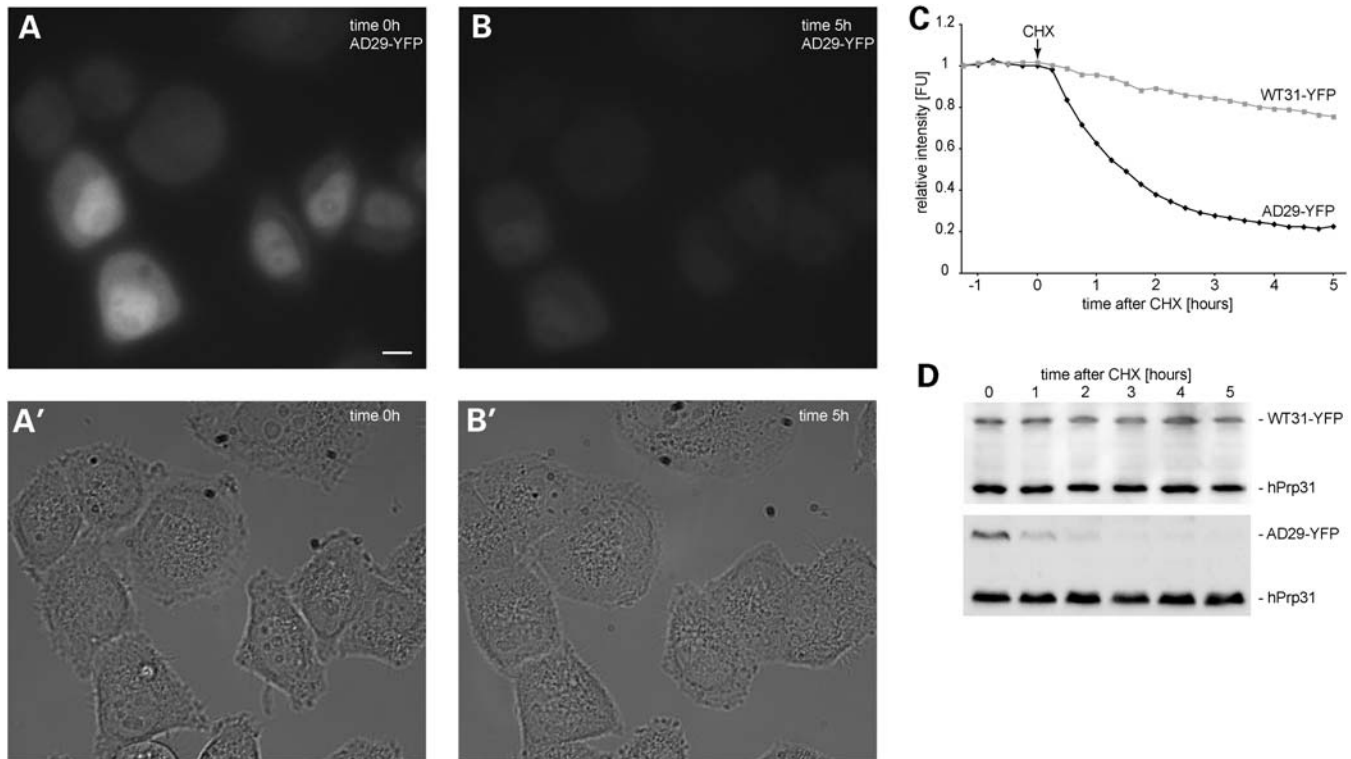 A
time 0h
AD29-YFP
B
time 5h
AD29-YFP
A′
time 0h
B′
time 5h
C
1.2
1
0.8
0.6
0.4
0.2
0
relative intensity [FU]
CHX
WT31-YFP
AD29-YFP
-1 0 1 2 3 4 5
time after CHX [hours]
D
time after CHX [hours]
0 1 2 3 4 5
- WT31-YFP
- hPrp31
- AD29-YFP
- hPrp31